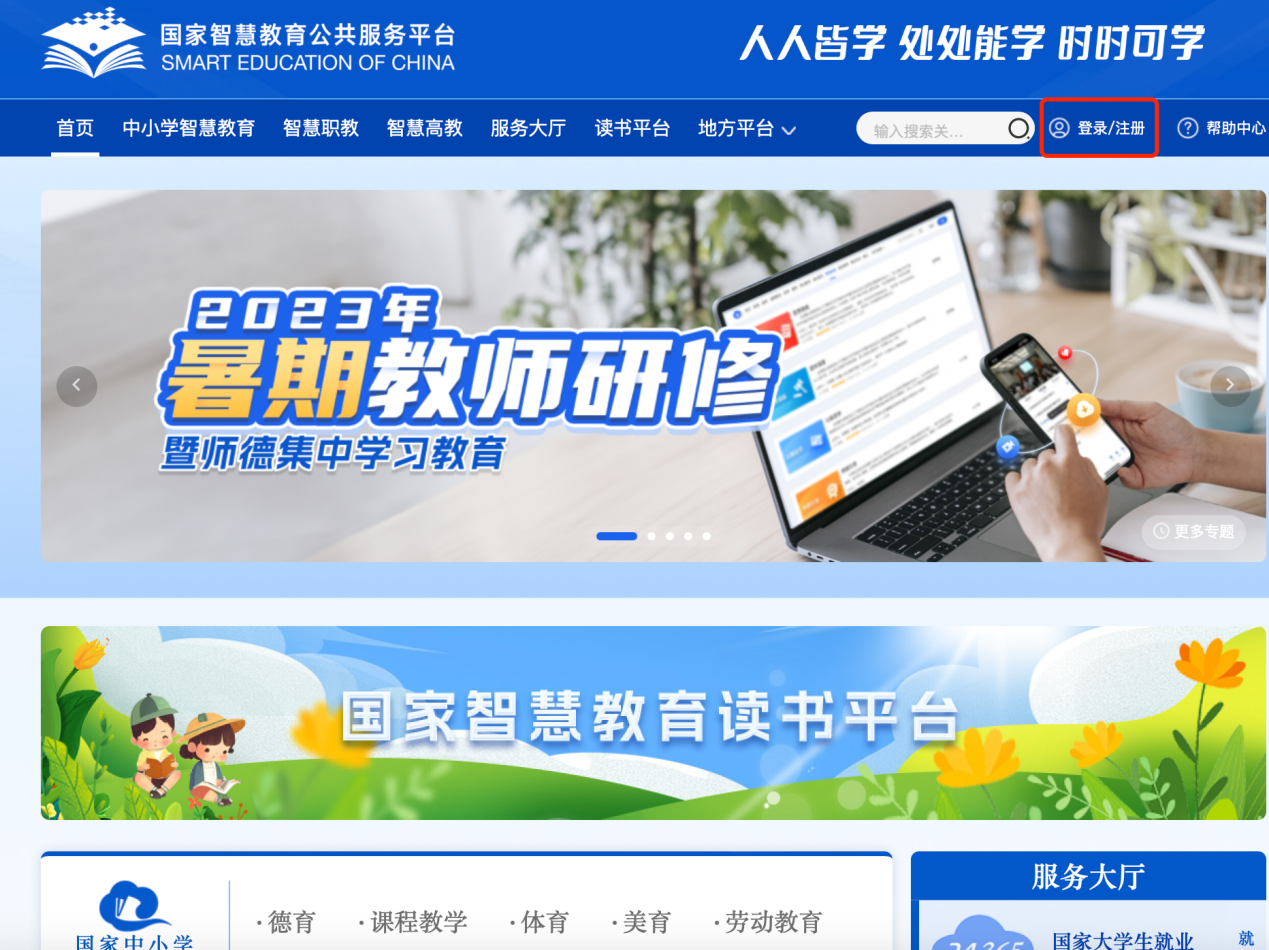 国家智慧教育公共服务平台
SMART EDUCATION OF CHINA
人人皆学 处处能学 时时可学
首页 中小学智慧教育 智慧职教 智慧高教 服务大厅 读书平台 地方平台 输入搜索关... 登录/注册 帮助中心
2023年
暑期教师研修
暨师德集中学习教育
更多专题
国家智慧教育读书平台
服务大厅
·德育 ·课程教学 ·体育 ·美育 ·劳动教育
国家中小学
24365
国家大学生就业
就